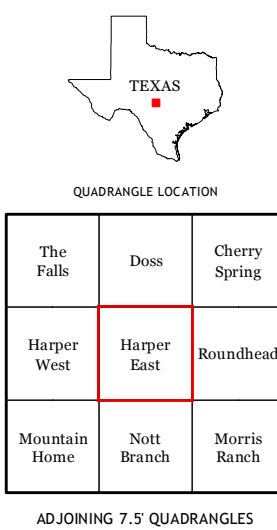 TEXAS
QUADRANGLE LOCATION
The
Falls
Doss
Cherry
Spring
Harper
West
Harper
East
Roundhead
Mountain
Home
Nott
Branch
Morris
Ranch
ADJOINING 7.5' QUADRANGLES